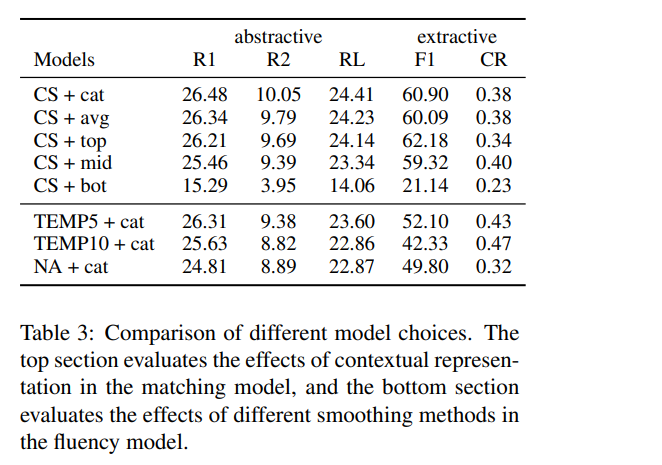 abstractive extractive
Models R1 R2 RL F1 CR
CS + cat 26.48 10.05 24.41 60.90 0.38
CS + avg 26.34 9.79 24.23 60.09 0.38
CS + top 26.21 9.69 24.14 62.18 0.34
CS + mid 25.46 9.39 23.34 59.32 0.40
CS + bot 15.29 3.95 14.06 21.14 0.23
TEMP5 + cat 26.31 9.38 23.60 52.10 0.43
TEMP10 + cat 25.63 8.82 22.86 42.33 0.47
NA + cat 24.81 8.89 22.87 49.80 0.32
Table 3: Comparison of different model choices. The
top section evaluates the effects of contextual represen-
tation in the matching model, and the bottom section
evaluates the effects of different smoothing methods in
the fluency model.